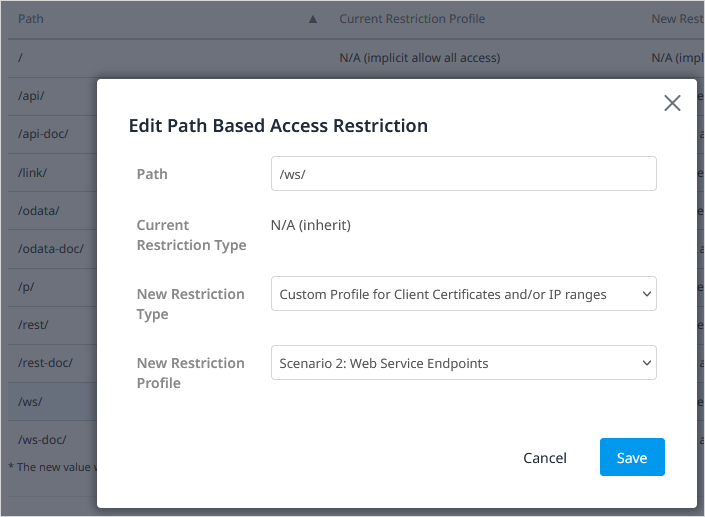 Path ▲ Current Restriction Profile New Rest
/ N/A (implicit allow all access) N/A (impl
/api/
Edit Path Based Access Restriction
/api-doc/
/link/ Path /ws/
/odata/ Current
Restriction Type N/A (inherit)
/odata-doc/
/p/ New Restriction
Type Custom Profile for Client Certificates and/or IP ranges
/rest/
/rest-doc/ New Restriction
Profile Scenario 2: Web Service Endpoints
/ws/
/ws-doc/
Cancel Save
* The new value